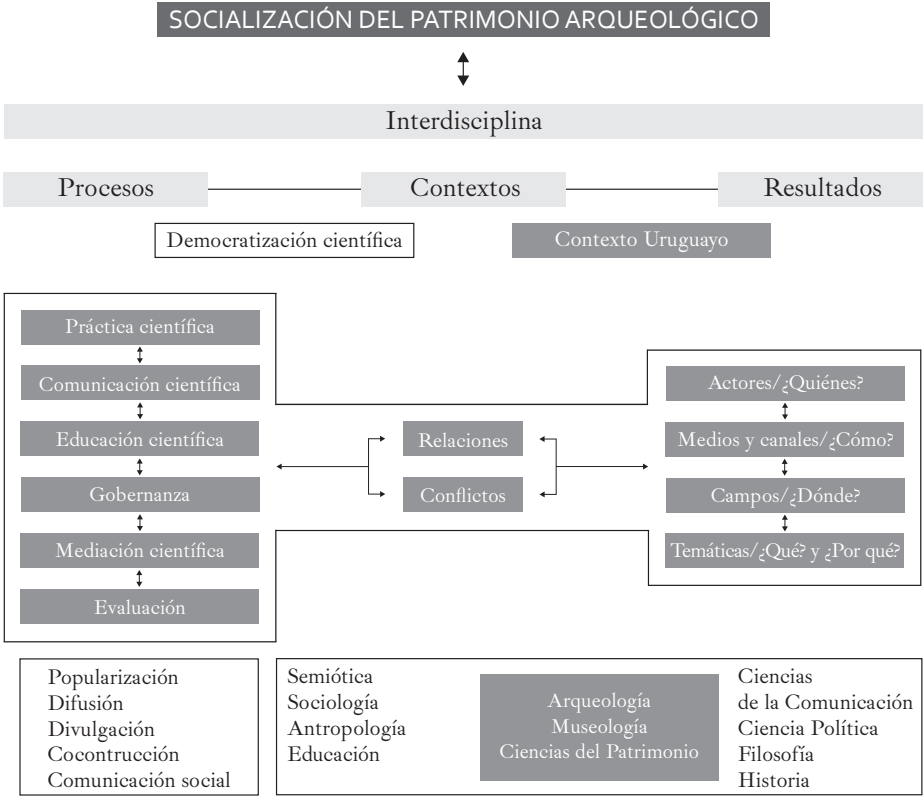 SOCIALIZACIÓN DEL PATRIMONIO ARQUEOLÓGICO
Interdisciplina
Procesos
Contextos
Resultados
Democratización científica
Contexto Uruguayo
Práctica científica
Comunicación científica
Educación científica
Gobernanza
Mediación científica
Evaluación
Relaciones
Conflictos
Actores/¿Quiénes?
Medios y canales/¿Cómo?
Campos/¿Dónde?
Temáticas/¿Qué? y ¿Por qué?
Popularización
Difusión
Divulgación
Cocontrucción
Comunicación social
Semiótica
Sociología
Antropología
Educación
Arqueología
Museología
Ciencias del Patrimonio
Ciencias
de la Comunicación
Ciencia Política
Filosofía
Historia